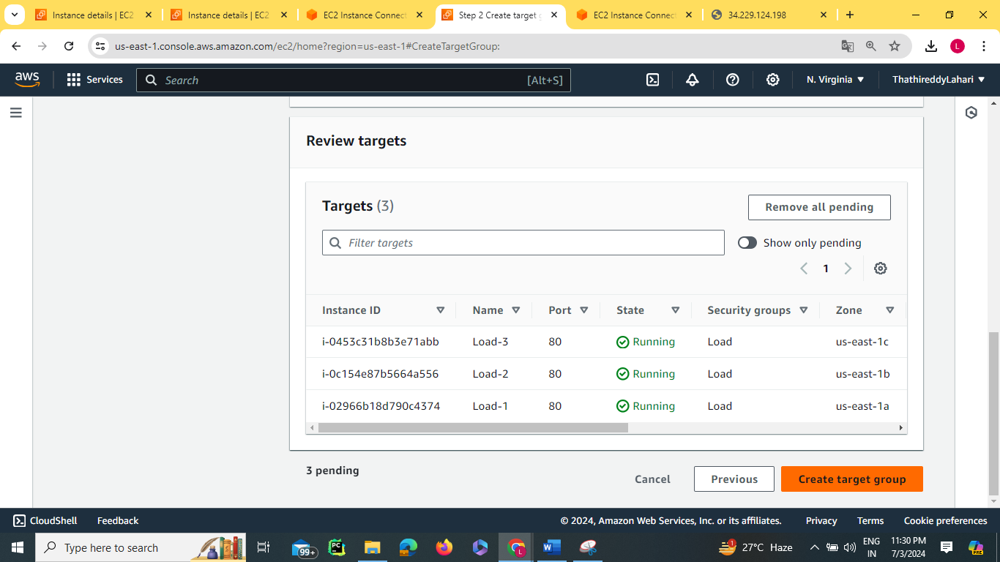 Instance details | EC2
Instance details | EC2
EC2 Instance Connect
Step 2 Create target g
EC2 Instance Connec
34.229.124.198
us-east-1.console.aws.amazon.com/ec2/home?region=us-east-1#CreateTargetGroup:
L
aws
Services
Search
[Alt+S]
N. Virginia
ThathireddyLahari
Review targets
Targets (3)
Remove all pending
Filter targets
Show only pending
1
Instance ID Name Port State Security groups Zone
i-0453c31b8b3e71abb Load-3 80 Running Load us-east-1c
i-0c154e87b5664a556 Load-2 80 Running Load us-east-1b
i-02966b18d790c4374 Load-1 80 Running Load us-east-1a
3 pending
Cancel
Previous
Create target group
CloudShell
Feedback
© 2024, Amazon Web Services, Inc. or its affiliates.
Privacy
Terms
Cookie preferences
Type here to search
99+
PC
L
W
27°C Haze
ENG
IN
11:30 PM
7/3/2024
PRE